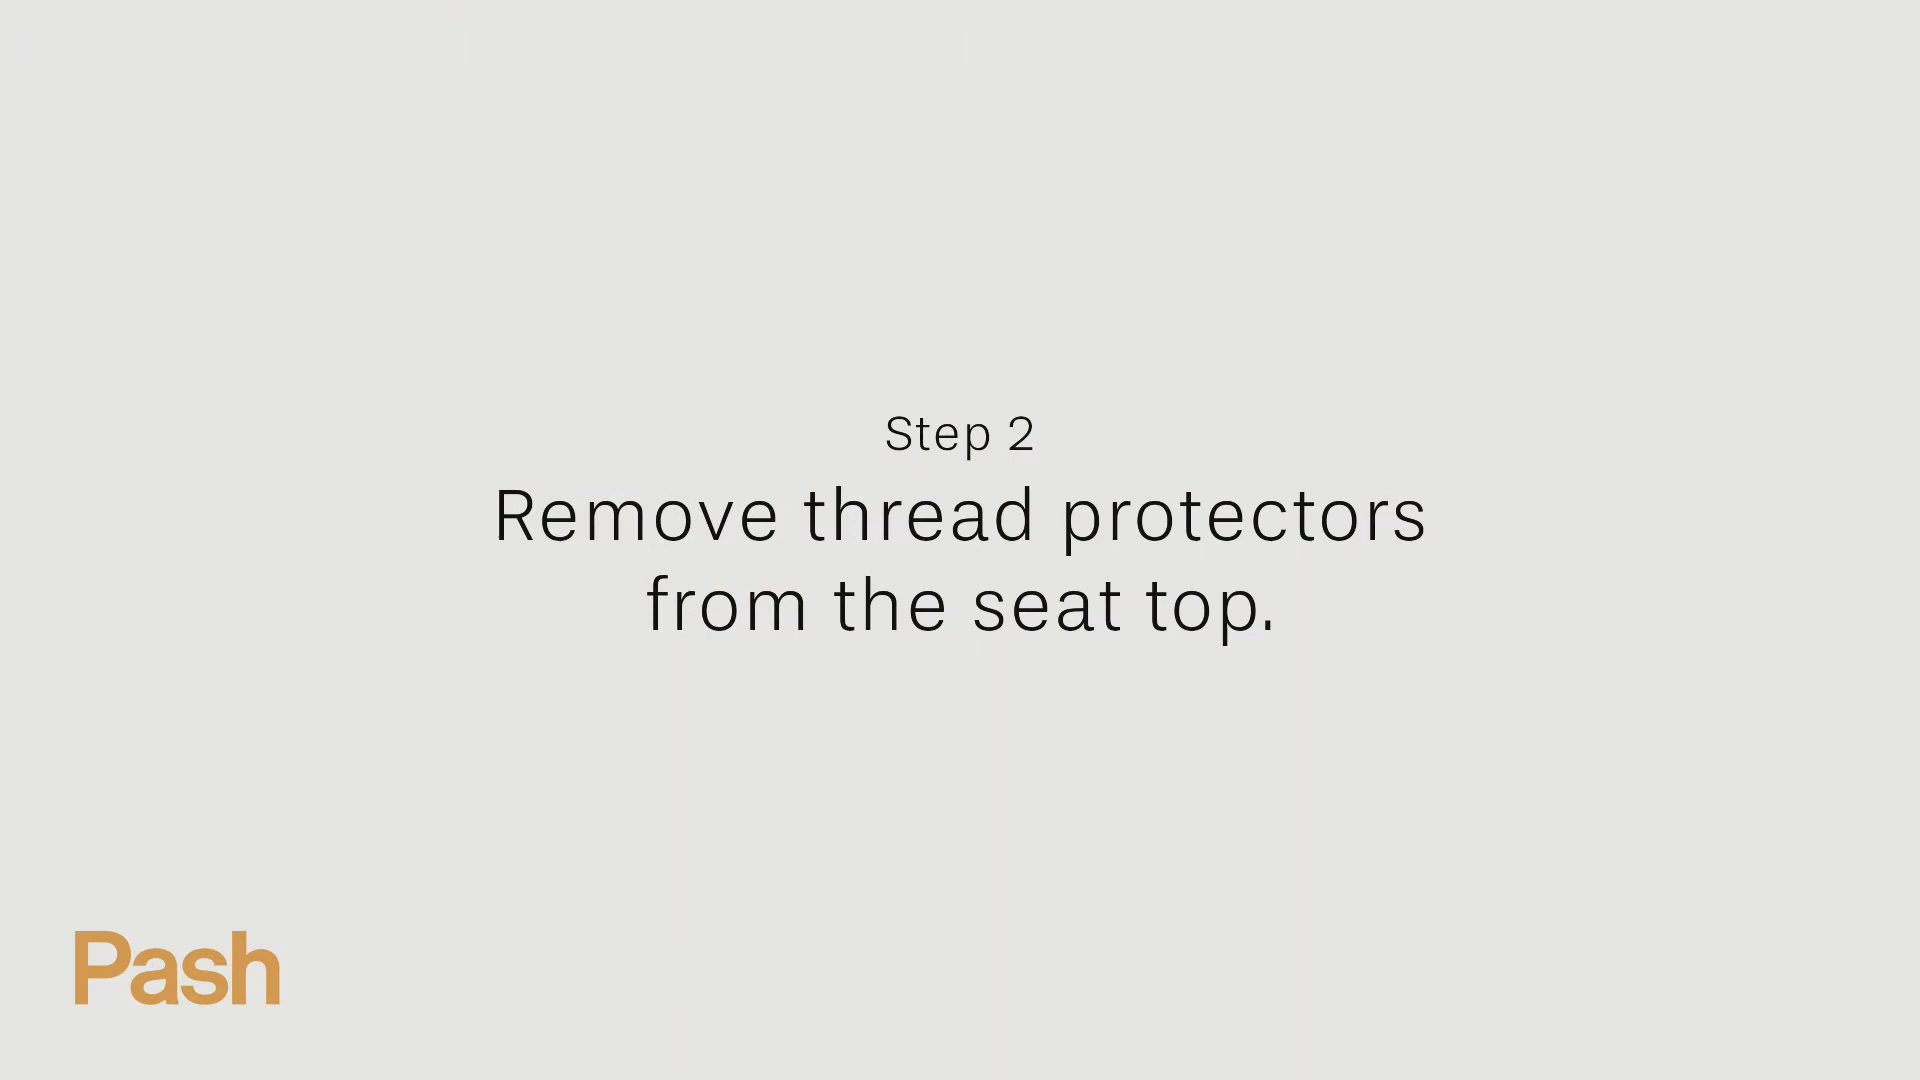 Step 2
Remove thread protectors
from the seat top.
Pash